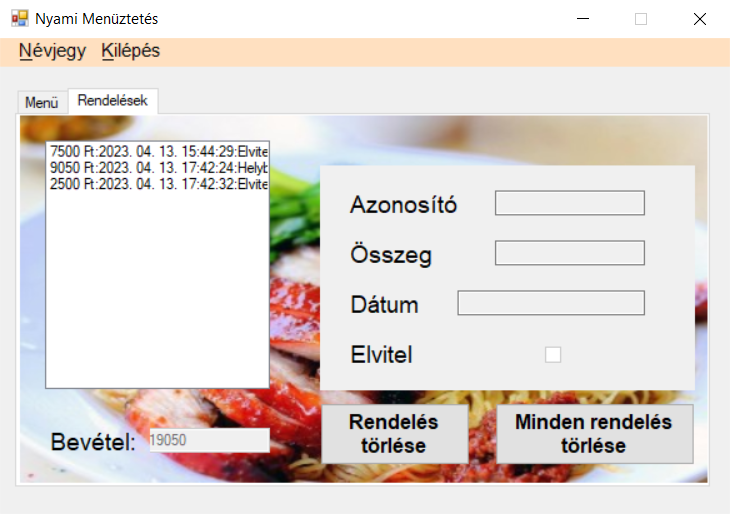 Nyami Menüztetés
Névjegy Kilépés
Menü Rendelések
7500 Ft:2023. 04. 13. 15:44:29:Elvite
9050 Ft:2023. 04. 13. 17:42:24:Helyb
2500 Ft:2023. 04. 13. 17:42:32:Elvite
Azonosító
Összeg
Dátum
Elvitel
Bevétel: 19050
Rendelés
törlése
Minden rendelés
törlése